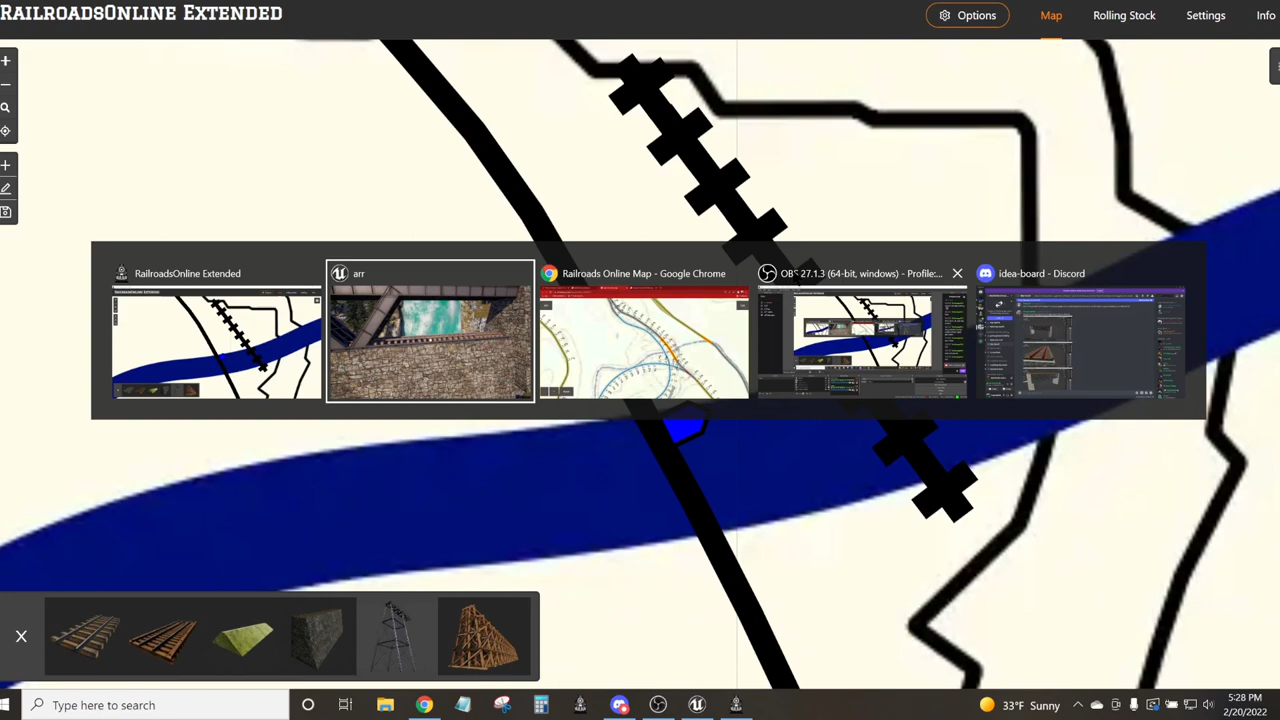 RailroadsOnline Extended
Options
Map
Rolling Stock
Settings
Info
RailroadsOnline Extended
arr
Railroads Online Map - Google Chrome
OBS 27.1.3 (64-bit, windows) - Profile:...
idea-board - Discord
X
Type here to search
33°F Sunny
5:28 PM
2/20/2022